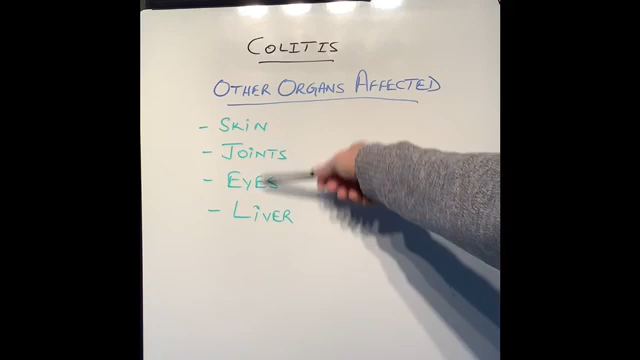 COLITIS
OTHER ORGANS AFFECTED
- SKIN
- JOINTS
- EYES
- LIVER